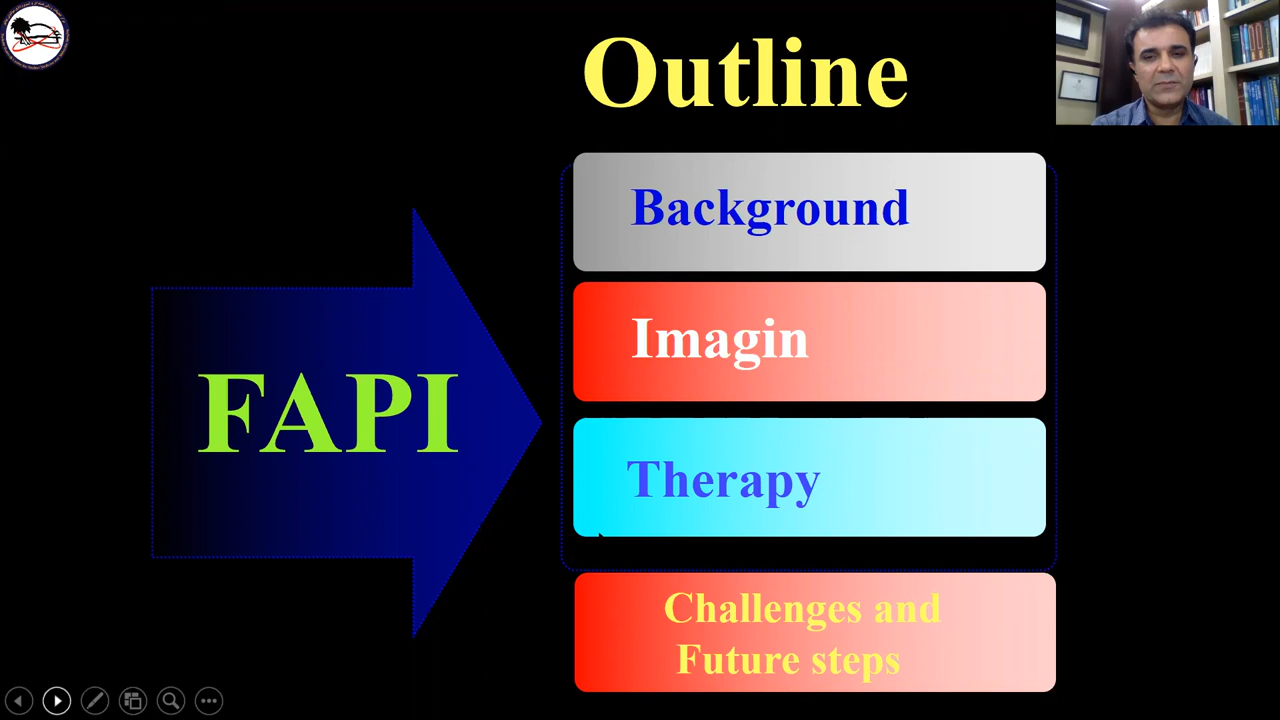 Outline
Background
Imagin
Therapy
Challenges and
Future steps
FAPI